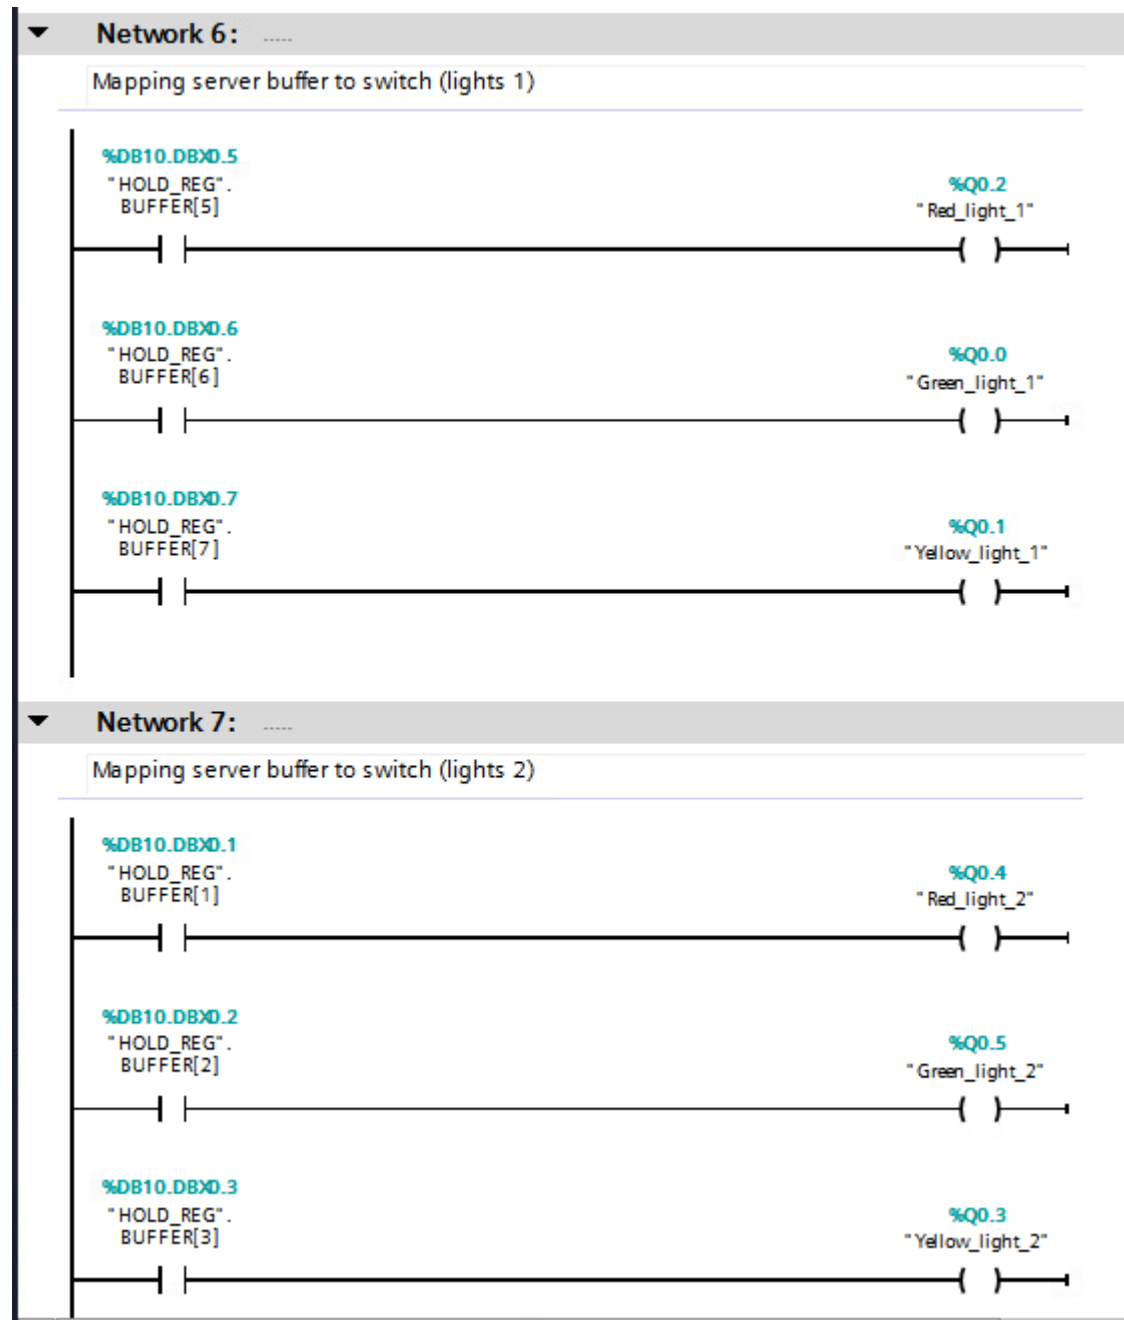 Network 6: .....
Mapping server buffer to switch (lights 1)
%DB10.DBX0.5
"HOLD_REG".
BUFFER[5]
%Q0.2
"Red_light_1"
%DB10.DBX0.6
"HOLD_REG".
BUFFER[6]
%Q0.0
"Green_light_1"
%DB10.DBX0.7
"HOLD_REG".
BUFFER[7]
%Q0.1
"Yellow_light_1"
Network 7: .....
Mapping server buffer to switch (lights 2)
%DB10.DBX0.1
"HOLD_REG".
BUFFER[1]
%Q0.4
"Red_light_2"
%DB10.DBX0.2
"HOLD_REG".
BUFFER[2]
%Q0.5
"Green_light_2"
%DB10.DBX0.3
"HOLD_REG".
BUFFER[3]
%Q0.3
"Yellow_light_2"